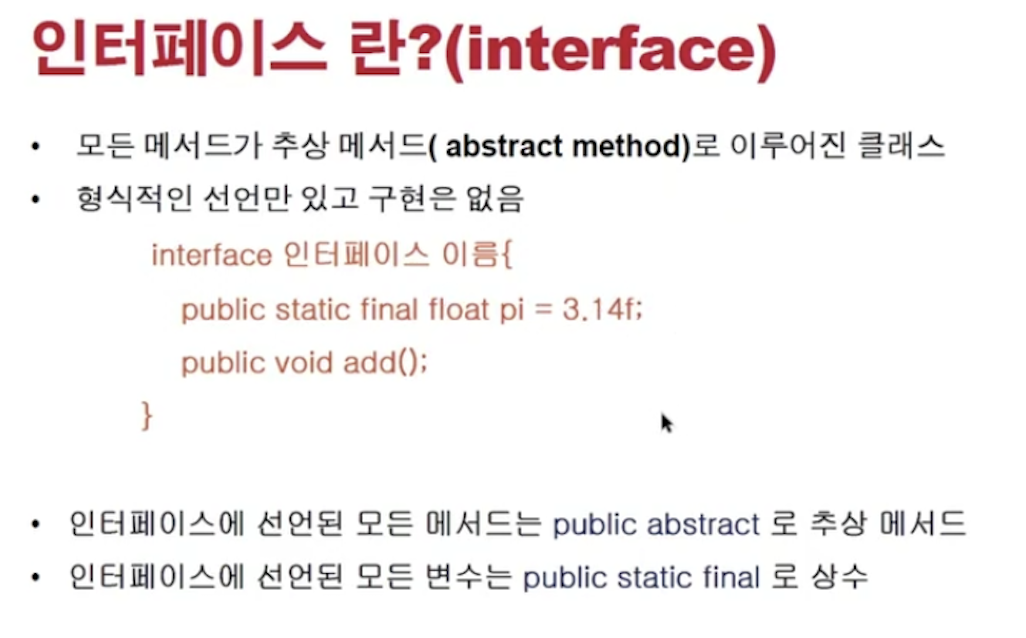 인터페이스 란?(interface)
• 모든 메서드가 추상 메서드( abstract method)로 이루어진 클래스
• 형식적인 선언만 있고 구현은 없음
interface 인터페이스 이름{
public static final float pi = 3.14f;
public void add();
}
• 인터페이스에 선언된 모든 메서드는 public abstract 로 추상 메서드
• 인터페이스에 선언된 모든 변수는 public static final 로 상수